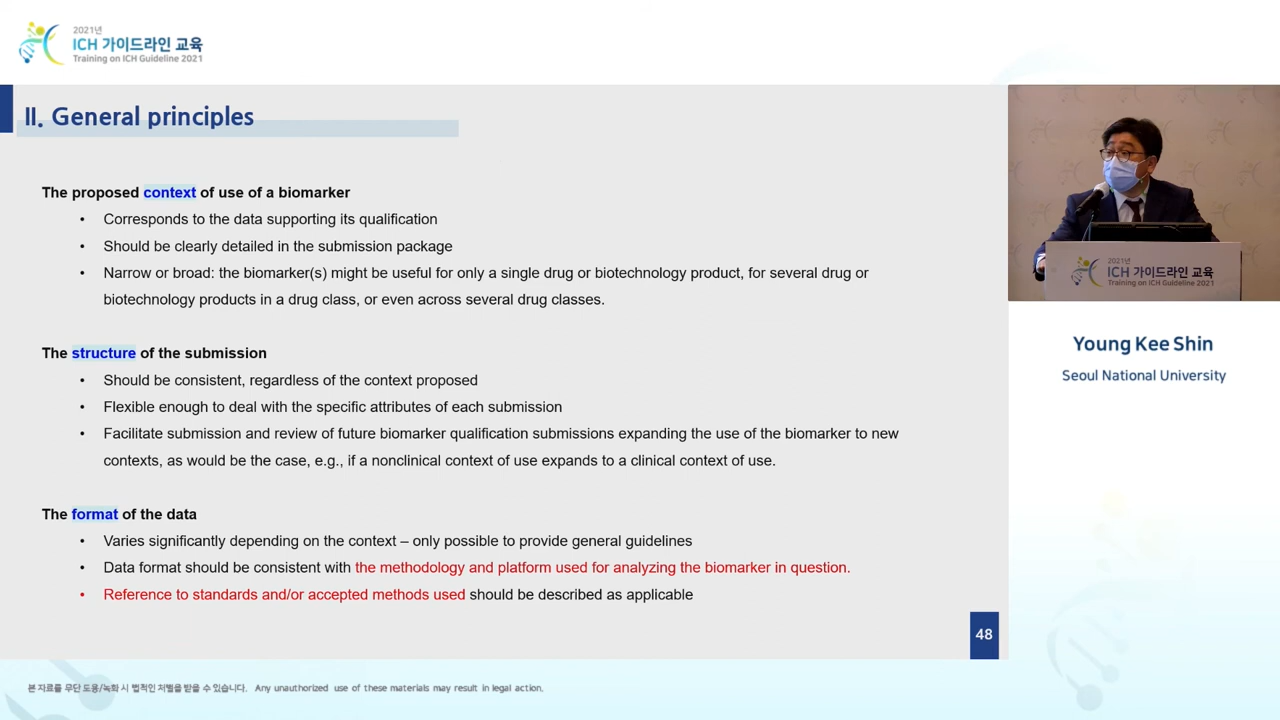 2021년
ICH 가이드라인 교육
Training on ICH Guideline 2021
II. General principles
The proposed context of use of a biomarker
• Corresponds to the data supporting its qualification
• Should be clearly detailed in the submission package
• Narrow or broad: the biomarker(s) might be useful for only a single drug or biotechnology product, for several drug or
biotechnology products in a drug class, or even across several drug classes.
The structure of the submission
• Should be consistent, regardless of the context proposed
• Flexible enough to deal with the specific attributes of each submission
• Facilitate submission and review of future biomarker qualification submissions expanding the use of the biomarker to new
contexts, as would be the case, e.g., if a nonclinical context of use expands to a clinical context of use.
The format of the data
• Varies significantly depending on the context – only possible to provide general guidelines
• Data format should be consistent with the methodology and platform used for analyzing the biomarker in question.
• Reference to standards and/or accepted methods used should be described as applicable
48
2021년
ICH 가이드라인 교육
Training on ICH Guideline 2021
Young Kee Shin
Seoul National University
본 자료를 무단 도용/녹화 시 법적인 처벌을 받을 수 있습니다. Any unauthorized use of these materials may result in legal action.